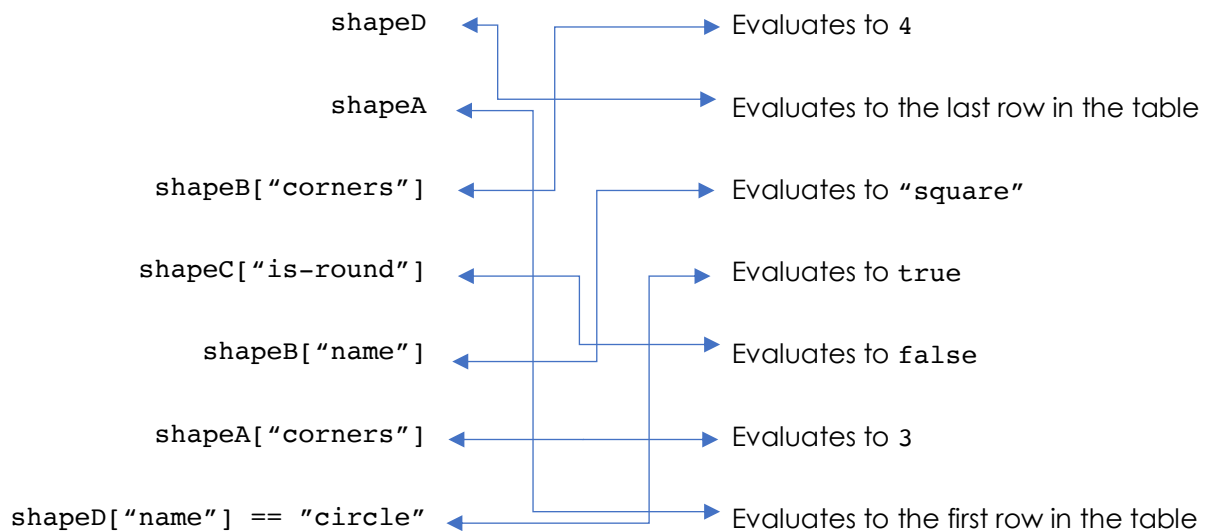 shapeD Evaluates to 4
shapeA Evaluates to the last row in the table
shapeB[“corners”] Evaluates to “square”
shapeC[“is-round”] Evaluates to true
shapeB[“name”] Evaluates to false
shapeA[“corners”] Evaluates to 3
shapeD[“name”] == ”circle” Evaluates to the first row in the table